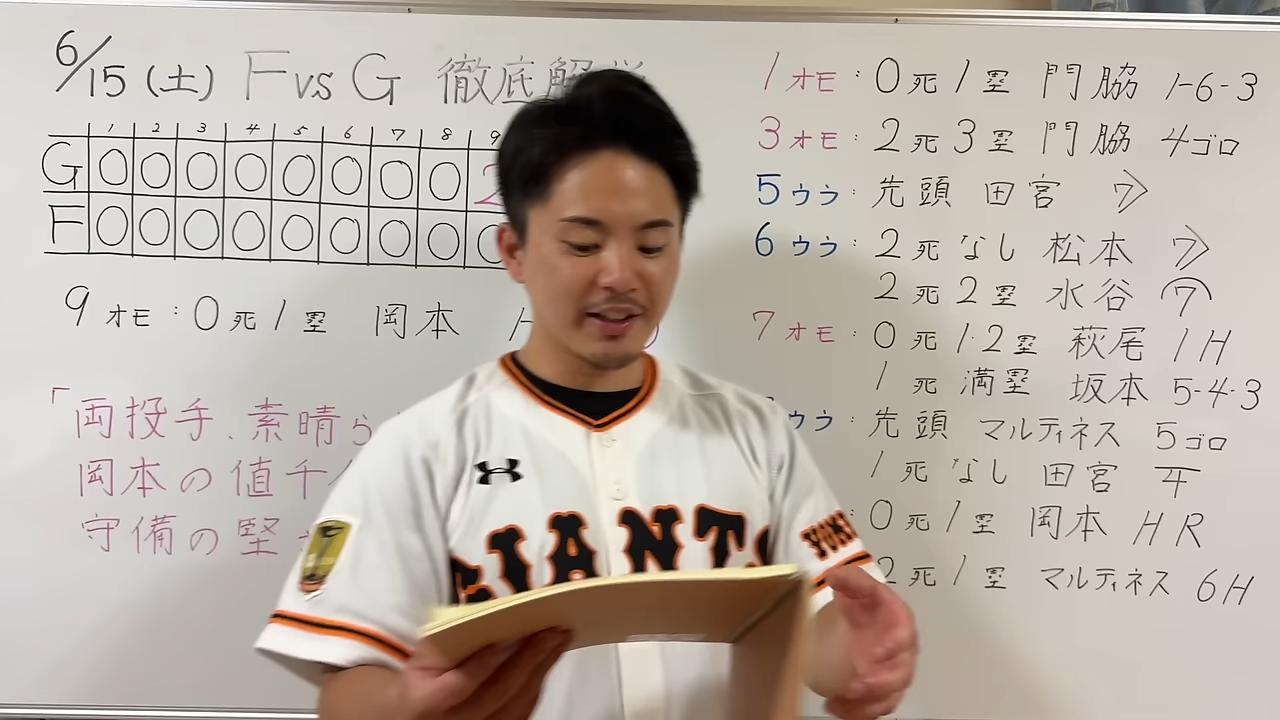 6/15(土) F vs G 徹底解説
1 2 3 4 5 6 7 8 9
G 0 0 0 0 0 0 0 0 2
F 0 0 0 0 0 0 0 0 0
9オモ:0死1塁 岡本 H
「両投手、素晴ら
岡本の値千
守備の堅
1オモ:0死1塁 門脇 1-6-3
3オモ:2死3塁 門脇 4ゴロ
5ウラ:先頭 田宮 7>
6ウラ:2死なし 松本 7>
2死2塁 水谷 7
7オモ:0死1・2塁 萩尾 1H
1死満塁 坂本 5-4-3
ウラ:先頭 マルティネス 5ゴロ
1死なし 田宮 4
:0死1塁 岡本 HR
2死1塁 マルティネス 6H
GIANTS
YOKI